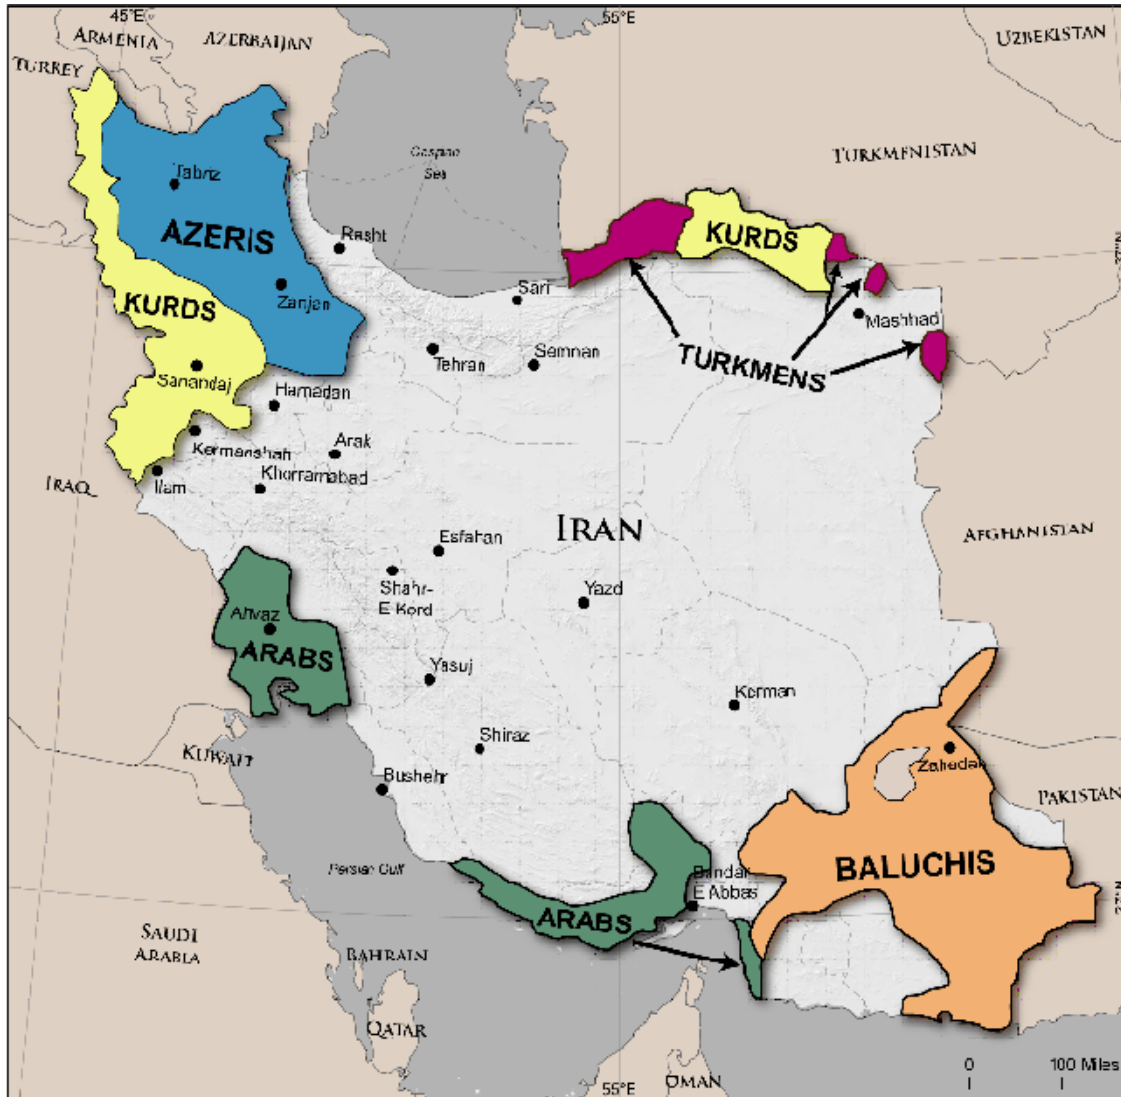 45°E
55°E
ARMENIA
AZERBAIJAN
UZBEKISTAN
TURKEY
Caspian
Sea
TURKMENISTAN
Tabriz
AZERIS
Rasht
KURDS
Zanjan
KURDS
Sari
Mashhad
Tehran
Semnan
TURKMENS
Sanandaj
Hamadan
Kermanshah
Arak
Ilam
Khorramabad
IRAQ
IRAN
AFGHANISTAN
Esfahan
Shahr-
E Kord
Yazd
Ahvaz
ARABS
Yasuj
Kerman
Shiraz
KUWAIT
Bushehr
Zahedan
PAKISTAN
Persian Gulf
BALUCHIS
Bandar
E Abbas
ARABS
SAUDI
ARABIA
BAHRAIN
QATAR
OMAN
55°E
0 100 Miles